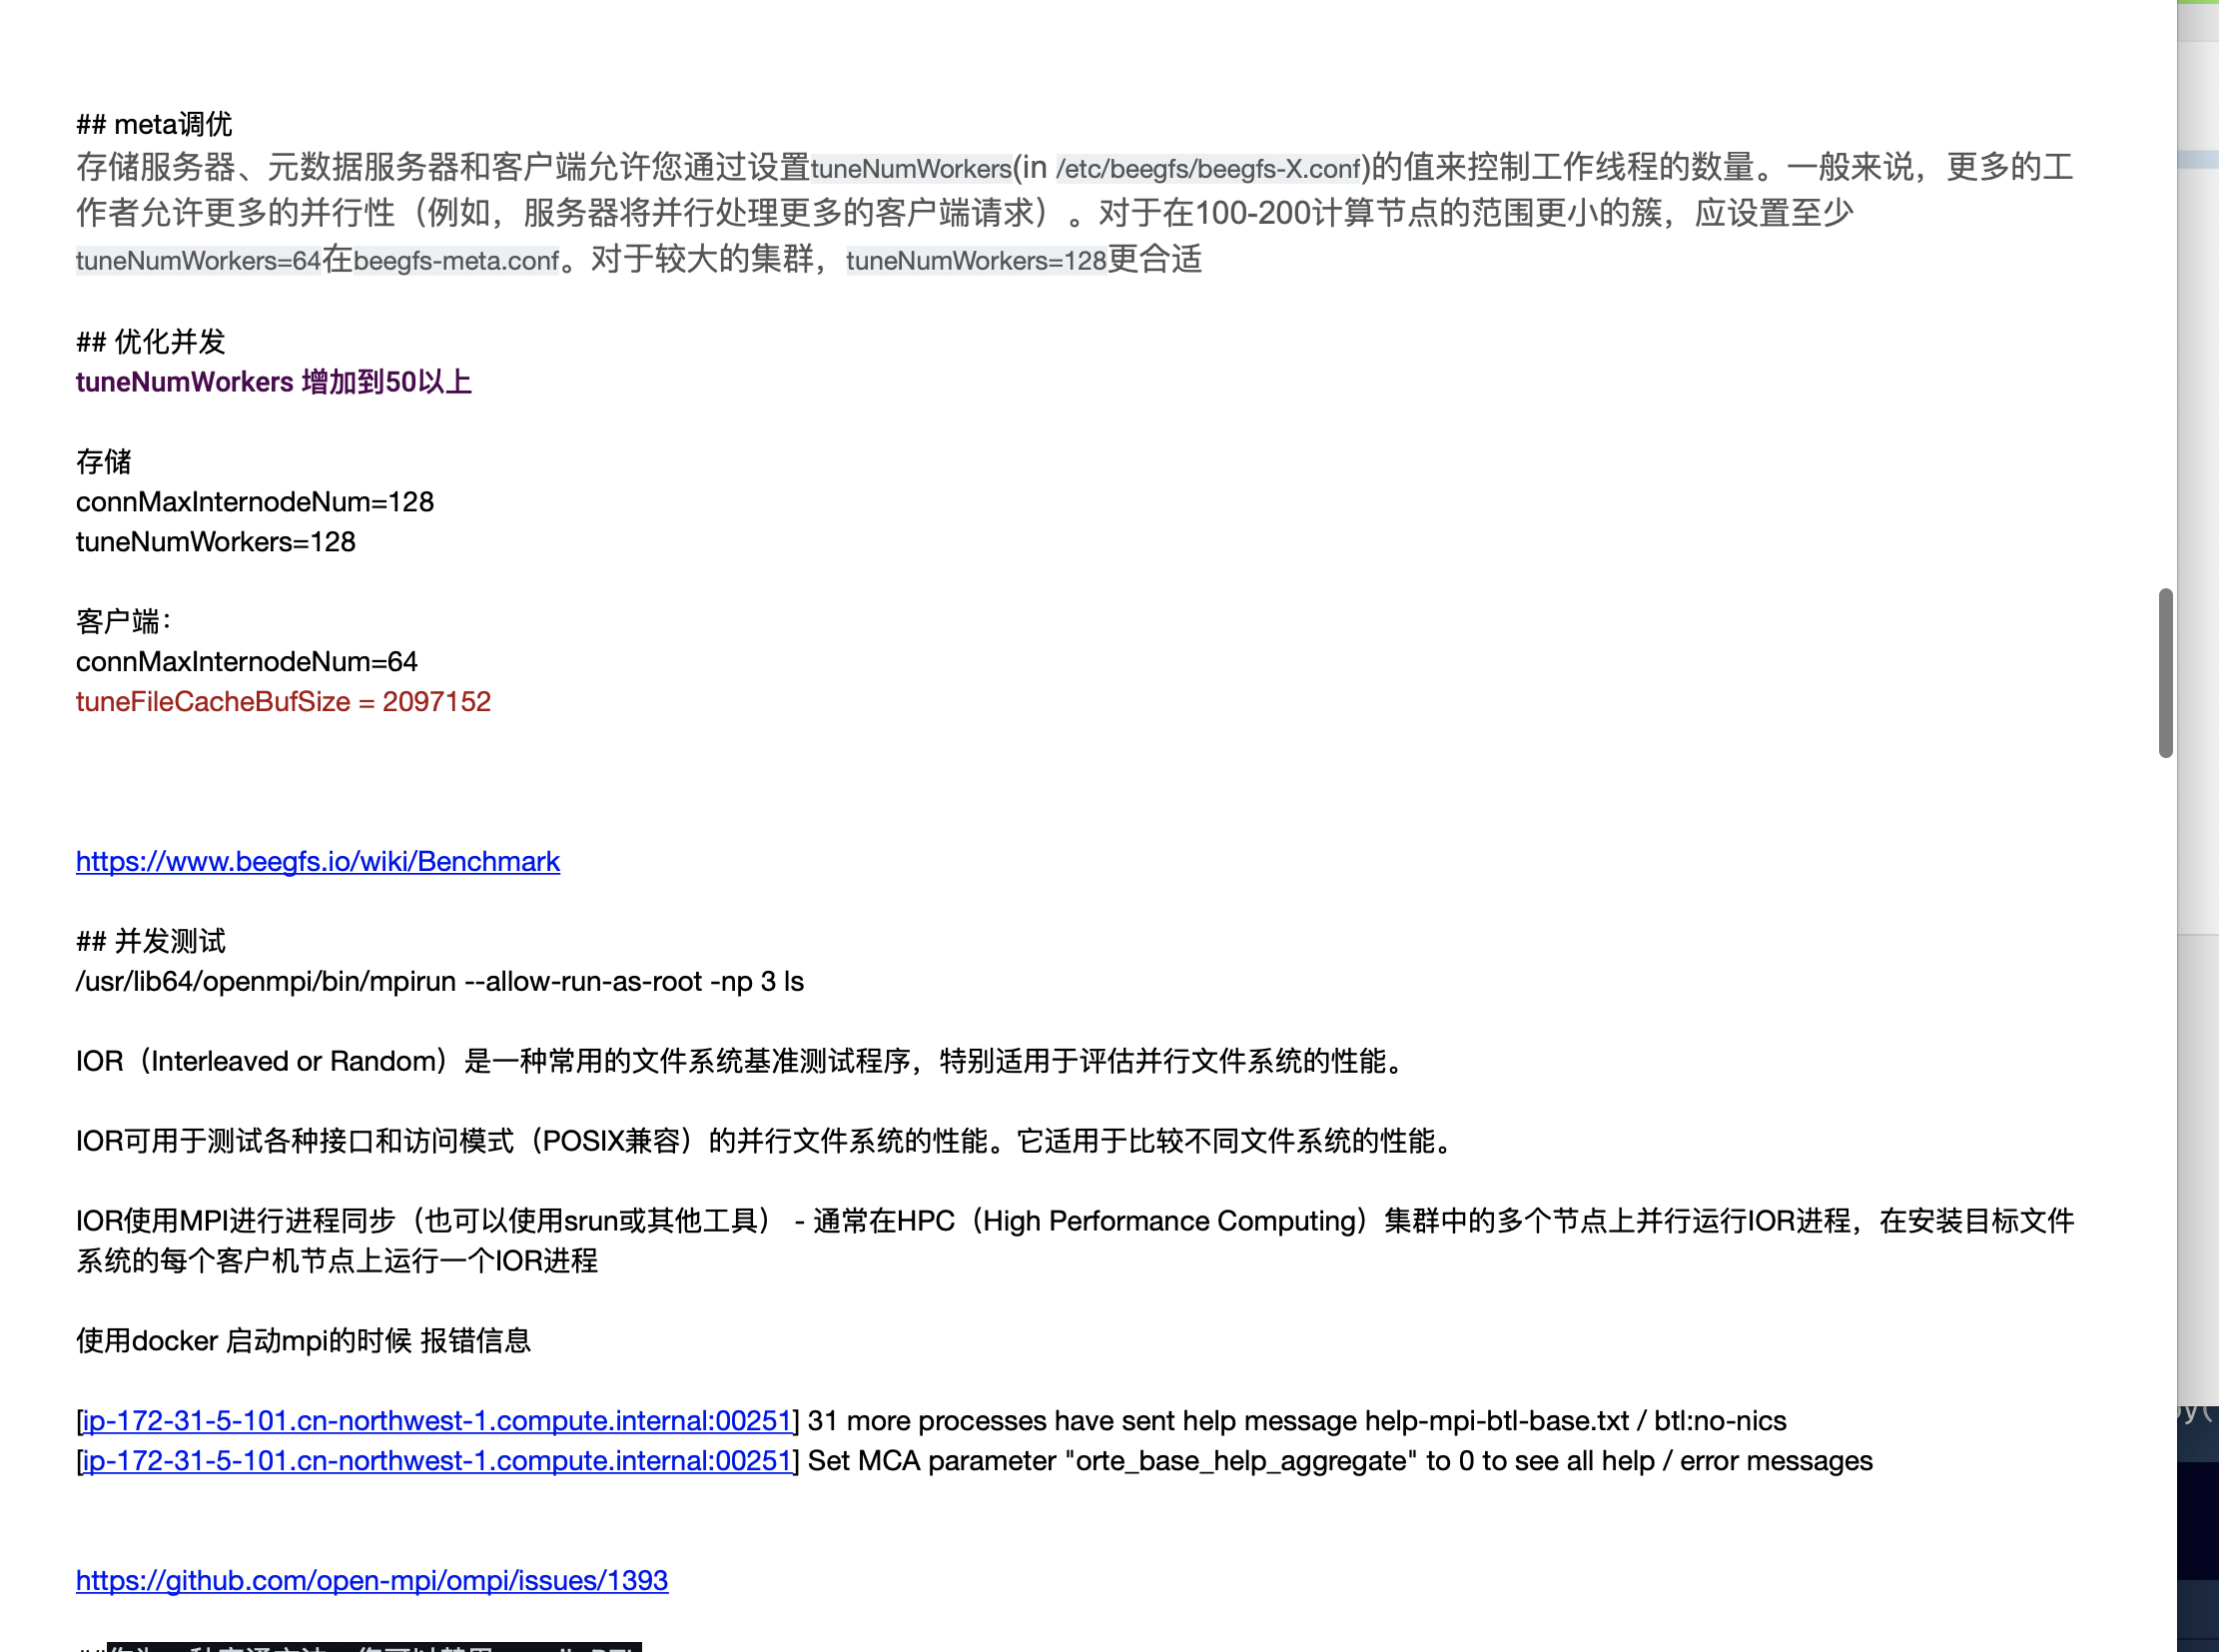 ## meta调优
存储服务器、元数据服务器和客户端允许您通过设置tuneNumWorkers(in /etc/beegfs/beegfs-X.conf)的值来控制工作线程的数量。一般来说，更多的工
作者允许更多的并行性（例如，服务器将并行处理更多的客户端请求）。对于在100-200计算节点的范围更小的簇，应设置至少
tuneNumWorkers=64在beegfs-meta.conf。对于较大的集群，tuneNumWorkers=128更合适
## 优化并发
tuneNumWorkers 增加到50以上
存储
connMaxInternodeNum=128
tuneNumWorkers=128
客户端：
connMaxInternodeNum=64
tuneFileCacheBufSize = 2097152
https://www.beegfs.io/wiki/Benchmark
## 并发测试
/usr/lib64/openmpi/bin/mpirun --allow-run-as-root -np 3 ls
IOR（Interleaved or Random）是一种常用的文件系统基准测试程序，特别适用于评估并行文件系统的性能。
IOR可用于测试各种接口和访问模式（POSIX兼容）的并行文件系统的性能。它适用于比较不同文件系统的性能。
IOR使用MPI进行进程同步（也可以使用srun或其他工具） - 通常在HPC（High Performance Computing）集群中的多个节点上并行运行IOR进程，在安装目标文件
系统的每个客户机节点上运行一个IOR进程
使用docker 启动mpi的时候 报错信息
[ip-172-31-5-101.cn-northwest-1.compute.internal:00251] 31 more processes have sent help message help-mpi-btl-base.txt / btl:no-nics
[ip-172-31-5-101.cn-northwest-1.compute.internal:00251] Set MCA parameter "orte_base_help_aggregate" to 0 to see all help / error messages
https://github.com/open-mpi/ompi/issues/1393